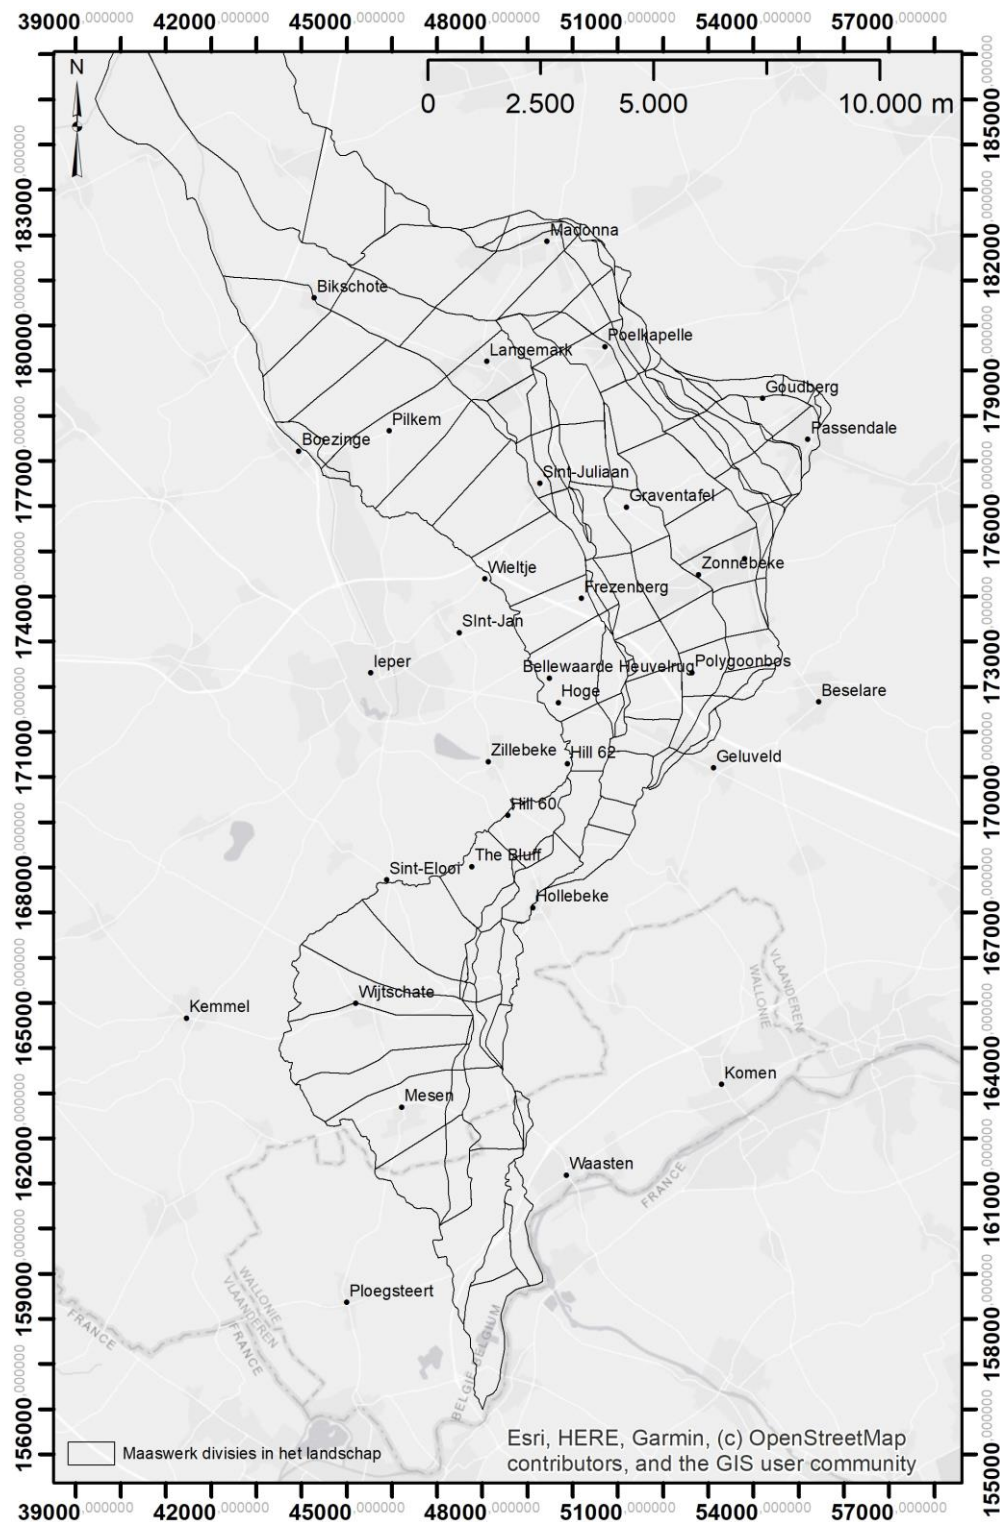 39000,000000 42000,000000 45000,000000 48000,000000 51000,000000 54000,000000 57000,000000
N
0 2.500 5.000 10.000 m
183000,000000
180000,000000
177000,000000
174000,000000
171000,000000
168000,000000
165000,000000
162000,000000
159000,000000
156000,000000
185000,000000
182000,000000
179000,000000
176000,000000
173000,000000
170000,000000
167000,000000
164000,000000
161000,000000
158000,000000
155000,000000
Madonna
Bikschote
Poelkapelle
Langemark
Goudberg
Pilkem
Passendale
Boezinge
Sint-Juliaan
Graventafel
Wieltje
Zonnebeke
Frezenberg
SInt-Jan
Ieper
Bellewaarde Heuvelrug
Polygoonbos
Hoge
Beselare
Zillebeke
Hill 62
Geluveld
Hill 60
The Bluff
Sint-Elooi
Hollebeke
VLAANDEREN
WALLONIE
Wijtschate
Kemmel
Komen
Mesen
Waasten
FRANCE
Ploegsteert
WALLONIE
VLAANDEREN
FRANCE
FRANCE
BELGIË-BELGIUM
Maaswerk divisies in het landschap
Esri, HERE, Garmin, (c) OpenStreetMap
contributors, and the GIS user community
39000,000000 42000,000000 45000,000000 48000,000000 51000,000000 54000,000000 57000,000000